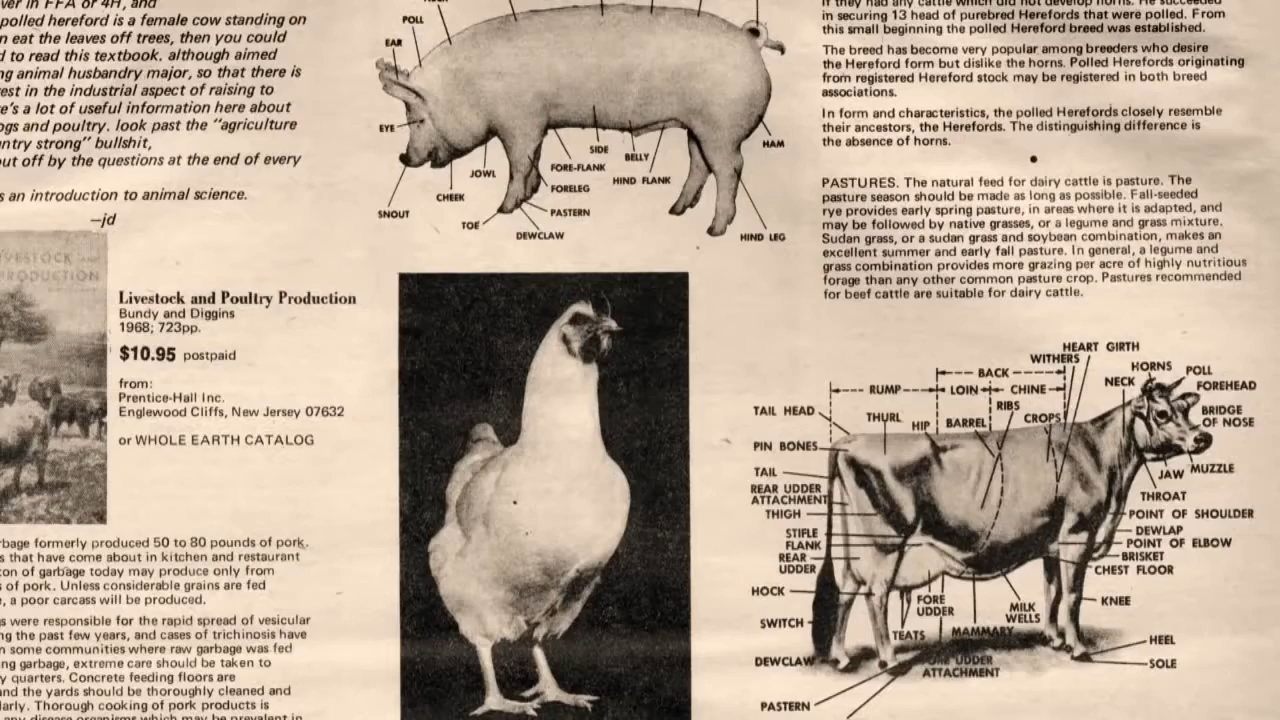 ver in FFA or 4H, and
polled hereford is a female cow standing on
n eat the leaves off trees, then you could
d to read this textbook. although aimed
ng animal husbandry major, so that there is
rest in the industrial aspect of raising to
re's a lot of useful information here about
ogs and poultry. look past the "agriculture
untry strong" bullshit,
out off by the questions at the end of every
s an introduction to animal science.
—jd
LIVESTOCK and
PRODUCTION
Livestock and Poultry Production
Bundy and Diggins
1968; 723pp.
$10.95 postpaid
from:
Prentice-Hall Inc.
Englewood Cliffs, New Jersey 07632
or WHOLE EARTH CATALOG
rbage formerly produced 50 to 80 pounds of pork.
s that have come about in kitchen and restaurant
ton of garbage today may produce only from
s of pork. Unless considerable grains are fed
e, a poor carcass will be produced.
s were responsible for the rapid spread of vesicular
ng the past few years, and cases of trichinosis have
n some communities where raw garbage was fed
ing garbage, extreme care should be taken to
y quarters. Concrete feeding floors are
and the yards should be thoroughly cleaned and
larly. Thorough cooking of pork products is
any disease organisms which may be prevalent in
POLL
EAR
EYE
SNOUT
CHEEK
JOWL
TOE
DEWCLAW
PASTERN
FORELEG
FORE-FLANK
SIDE
BELLY
HIND FLANK
HAM
HIND LEG
if they had any cattle which did not develop horns. He succeeded
in securing 13 head of purebred Herefords that were polled. From
this small beginning the polled Hereford breed was established.
The breed has become very popular among breeders who desire
the Hereford form but dislike the horns. Polled Herefords originating
from registered Hereford stock may be registered in both breed
associations.
In form and characteristics, the polled Herefords closely resemble
their ancestors, the Herefords. The distinguishing difference is
the absence of horns.
PASTURES. The natural feed for dairy cattle is pasture. The
pasture season should be made as long as possible. Fall-seeded
rye provides early spring pasture, in areas where it is adapted, and
may be followed by native grasses, or a legume and grass mixture.
Sudan grass, or a sudan grass and soybean combination, makes an
excellent summer and early fall pasture. In general, a legume and
grass combination provides more grazing per acre of highly nutritious
forage than any other common pasture crop. Pastures recommended
for beef cattle are suitable for dairy cattle.
HEART GIRTH
WITHERS
BACK
HORNS
POLL
RUMP
LOIN
CHINE
NECK
FOREHEAD
TAIL HEAD
THURL
HIP
BARREL
RIBS
CROPS
BRIDGE
OF NOSE
PIN BONES
TAIL
JAW
MUZZLE
REAR UDDER
ATTACHMENT
THROAT
THIGH
POINT OF SHOULDER
STIFLE
FLANK
DEWLAP
POINT OF ELBOW
REAR
UDDER
BRISKET
CHEST FLOOR
HOCK
FORE
UDDER
MILK
WELLS
KNEE
SWITCH
TEATS
MAMMARY
HEEL
DEWCLAW
FORE UDDER
ATTACHMENT
SOLE
PASTERN